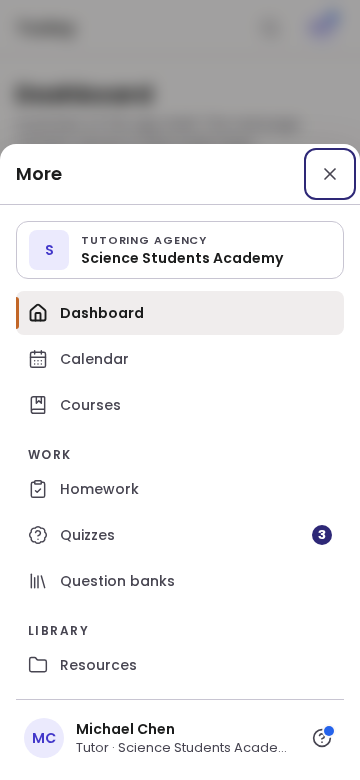 Dashboard
More
TUTORING AGENCY
S
Science Students Academy
Dashboard
Calendar
Courses
WORK
Homework
Quizzes
3
Question banks
LIBRARY
Resources
MC
Michael Chen
Tutor · Science Students Acade...